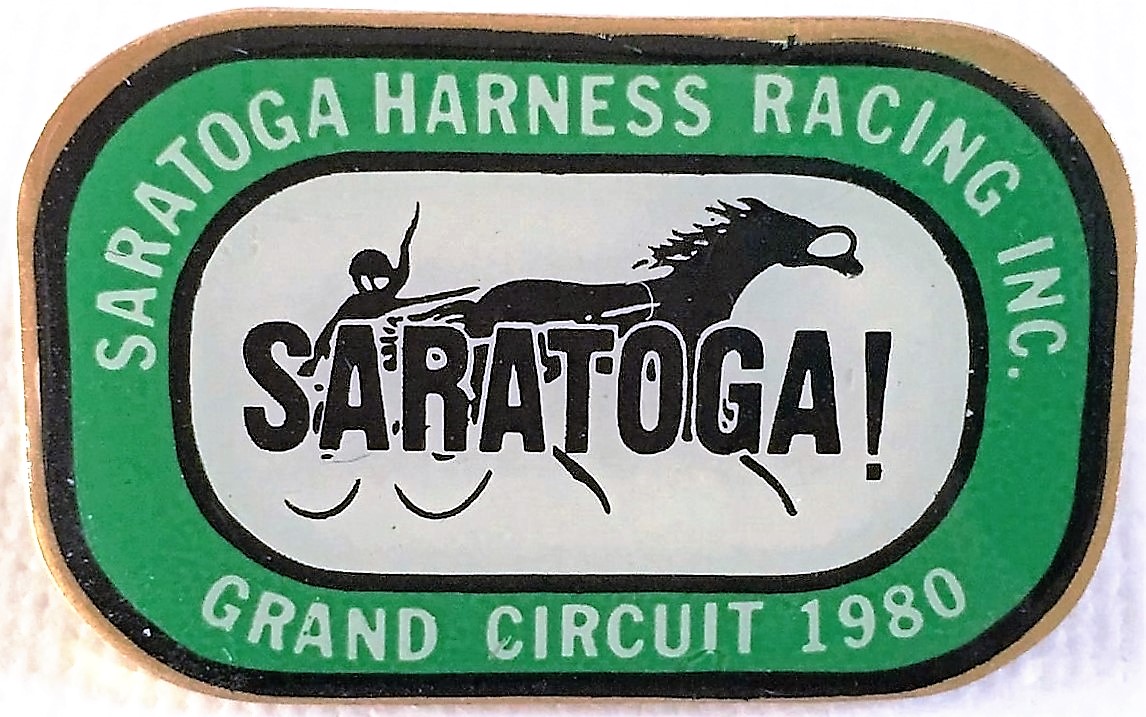 SARATOGA HARNESS RACING INC.
SARATOGA!
GRAND CIRCUIT 1980